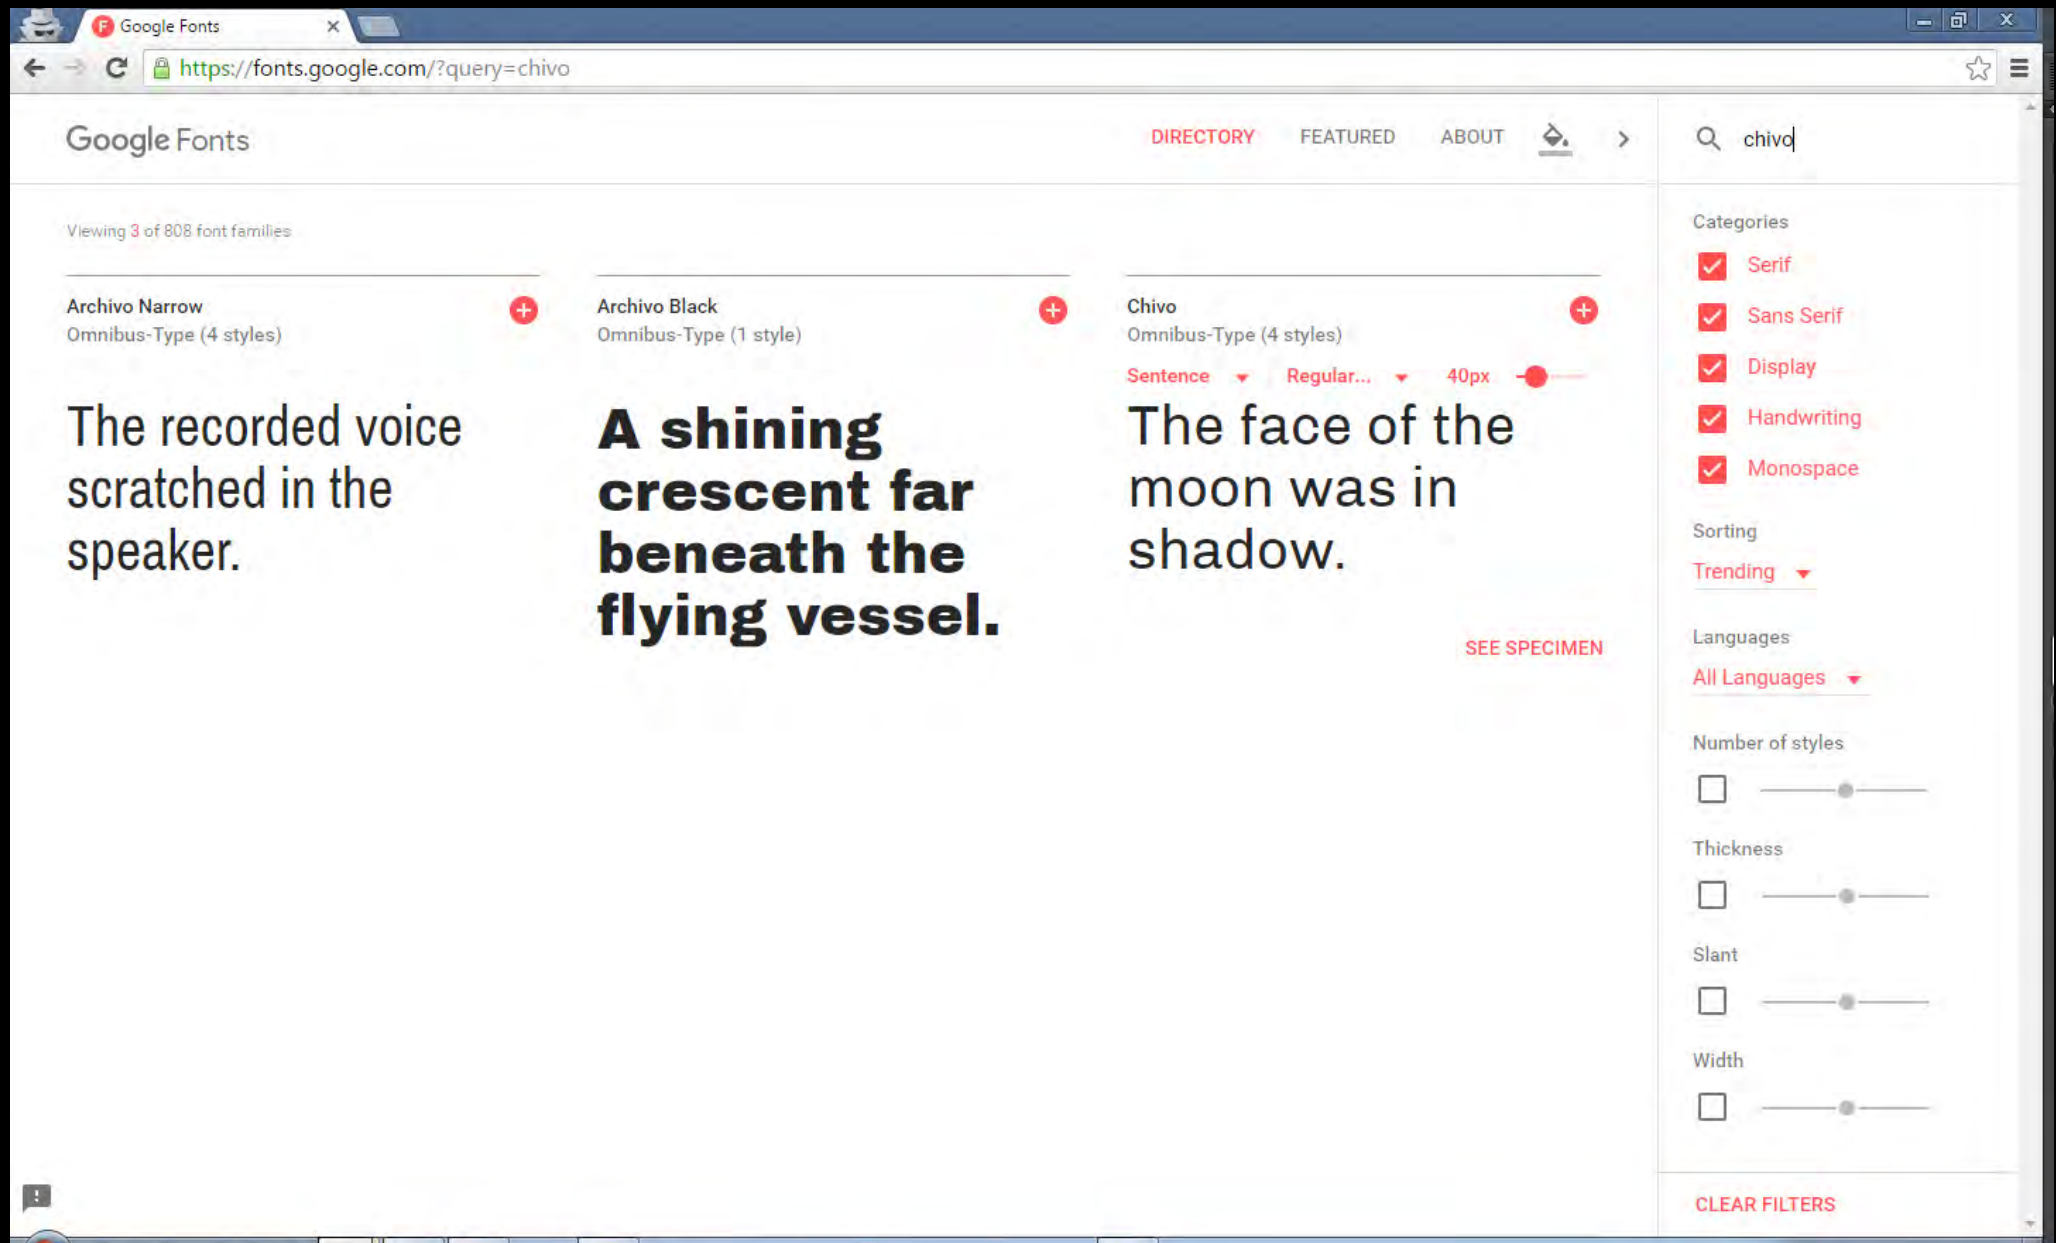 Google Fonts
https://fonts.google.com/?query=chivo
Google Fonts
DIRECTORY
FEATURED
ABOUT
chivo
Viewing 3 of 808 font families
Archivo Narrow
Omnibus-Type (4 styles)
The recorded voice
scratched in the
speaker.
Archivo Black
Omnibus-Type (1 style)
A shining
crescent far
beneath the
flying vessel.
Chivo
Omnibus-Type (4 styles)
Sentence
Regular...
40px
The face of the
moon was in
shadow.
SEE SPECIMEN
Categories
Serif
Sans Serif
Display
Handwriting
Monospace
Sorting
Trending
Languages
All Languages
Number of styles
Thickness
Slant
Width
CLEAR FILTERS